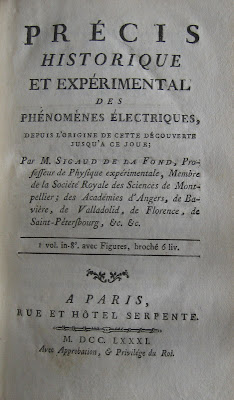 PRÉCIS
HISTORIQUE
ET EXPÉRIMENTAL
DES
PHÉNOMÈNES ÉLECTRIQUES,
DEPUIS L'ORIGINE DE CETTE DÉCOUVERTE
JUSQU'A CE JOUR;
Par M. SIGAUD DE LA FOND, Pro-
fesseur de Physique expérimentale, Membre
de la Société Royale des Sciences de Mont-
pellier; des Académies d'Angers, de Ba-
vière, de Valladolid, de Florence, de
Saint-Pétersbourg, &c. &c.
1 vol. in-8°. avec Figures, broché 6 liv.
A PARIS,
RUE ET HÔTEL SERPENTE.
M. DCC. LXXXI.
Avec Approbation, & Privilége du Roi.